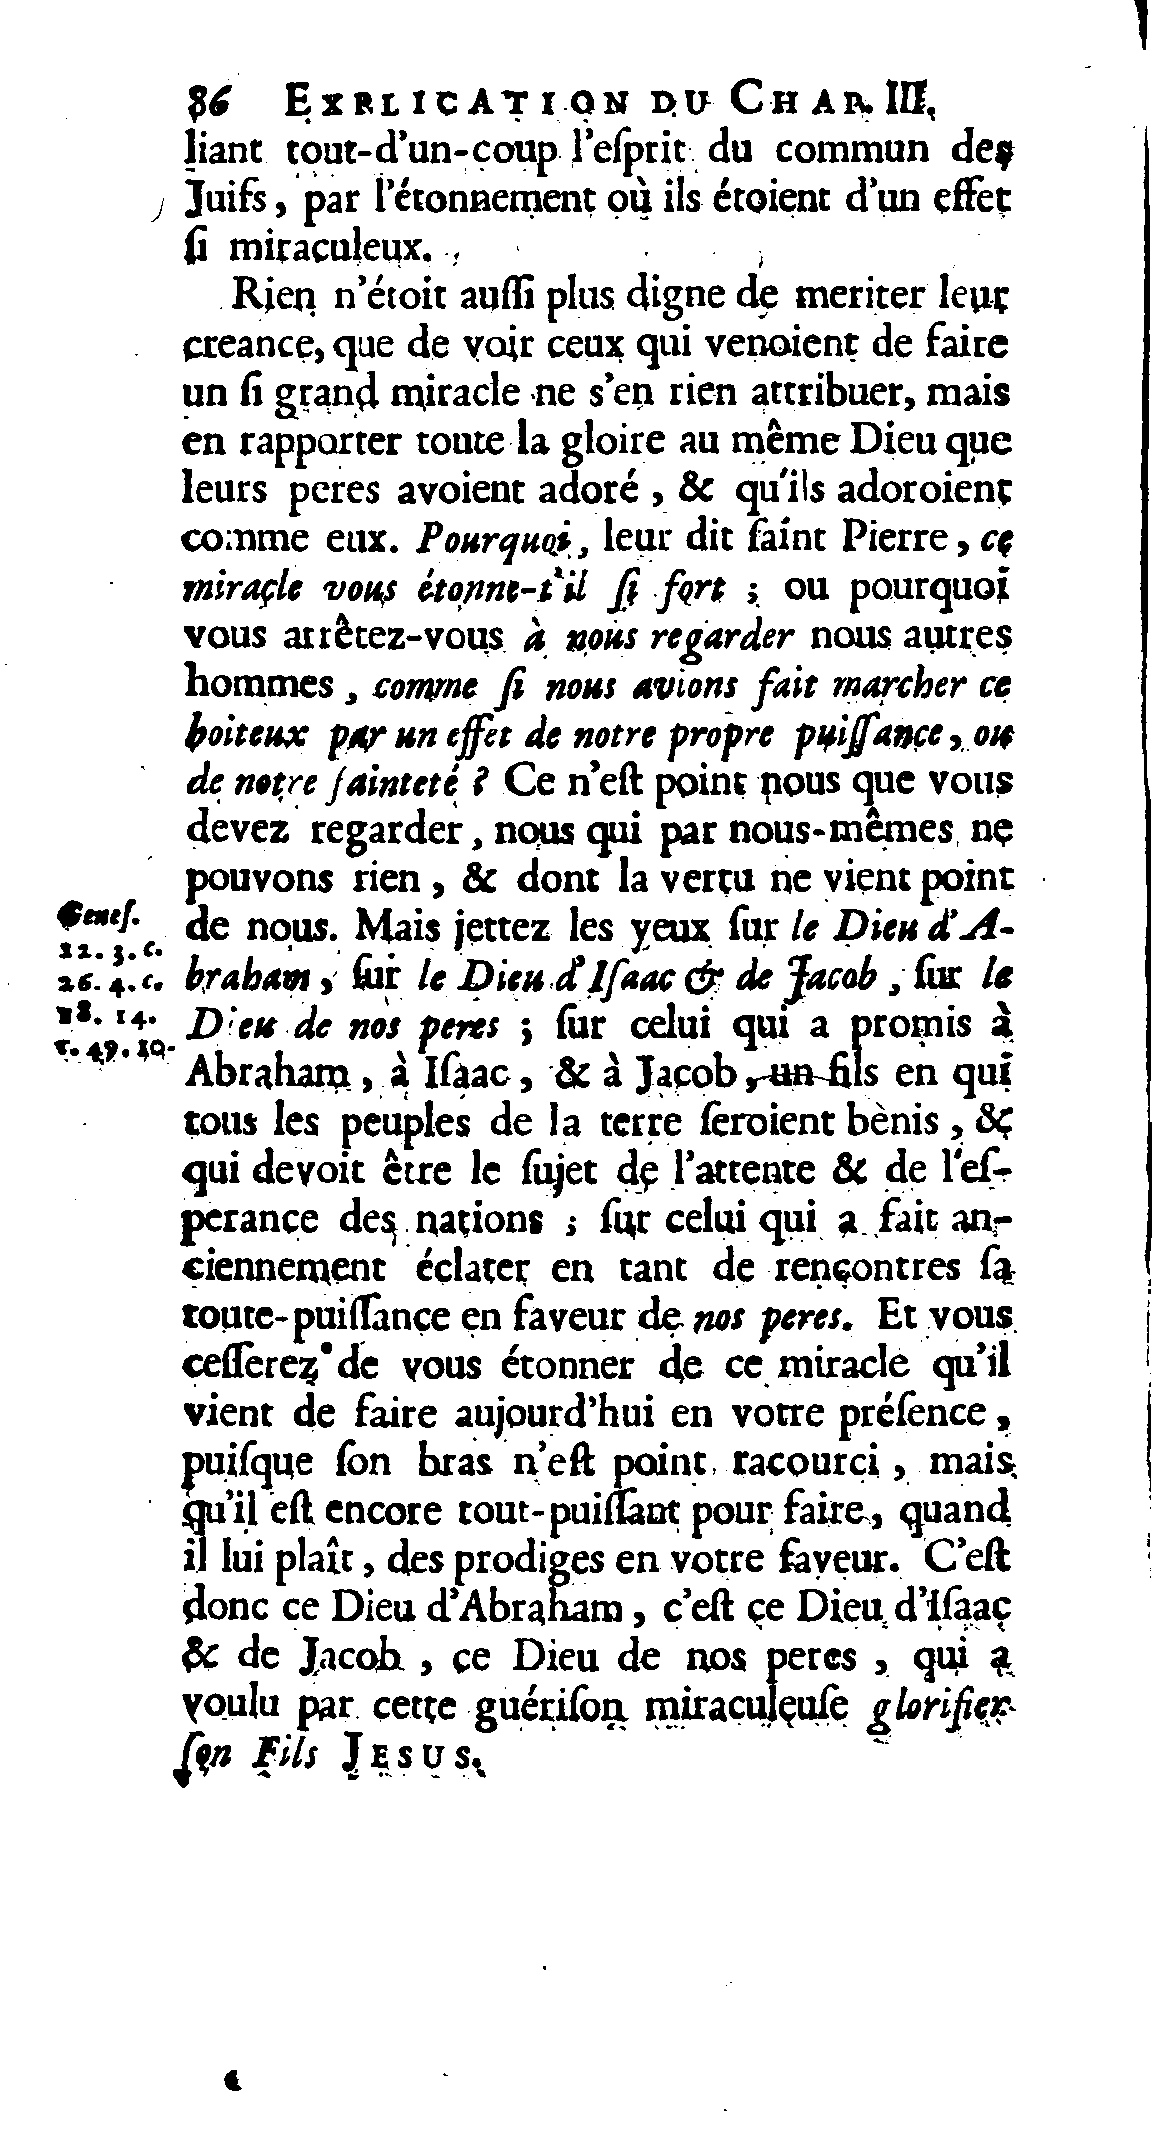 86 EXPLICATION DU CHAP. III.
liant tout-d'un-coup l'eſprit du commun des
Juifs, par l'étonnement où ils étoient d'un effet
ſi miraculeux.
Rien n'étoit auſſi plus digne de meriter leur
creance, que de voir ceux qui venoient de faire
un ſi grand miracle ne s'en rien attribuer, mais
en rapporter toute la gloire au même Dieu que
leurs peres avoient adoré, & qu'ils adoroient
comme eux. Pourquoi, leur dit ſaint Pierre, ce
miracle vous étonne-t'il ſi fort ; ou pourquoi
vous arrêtez-vous à nous regarder nous autres
hommes, comme ſi nous avions fait marcher ce
boiteux par un effet de notre propre puiſſance, ou
de notre ſainteté ? Ce n'eſt point nous que vous
devez regarder, nous qui par nous-mêmes ne
pouvons rien, & dont la vertu ne vient point
de nous. Mais jettez les yeux ſur le Dieu d'A-
braham, ſur le Dieu d'Iſaac & de Jacob, ſur le
Dieu de nos peres ; ſur celui qui a promis à
Abraham, à Iſaac, & à Jacob, un fils en qui
tous les peuples de la terre ſeroient bènis, &
qui devoit être le ſujet de l'attente & de l'eſ-
perance des nations ; ſur celui qui a fait an-
ciennement éclater en tant de rencontres ſa
toute-puiſſance en faveur de nos peres. Et vous
ceſſerez de vous étonner de ce miracle qu'il
vient de faire aujourd'hui en votre préſence,
puiſque ſon bras n'eſt point racourci, mais
qu'il eſt encore tout-puiſſant pour faire, quand
il lui plaît, des prodiges en votre faveur. C'eſt
donc ce Dieu d'Abraham, c'eſt ce Dieu d'Iſaac
& de Jacob, ce Dieu de nos peres, qui a
voulu par cette guériſon miraculeuſe glorifier
ſon Fils JESUS.
Geneſ.
22. 3. c.
26. 4. c.
28. 14.
c. 49. 10.